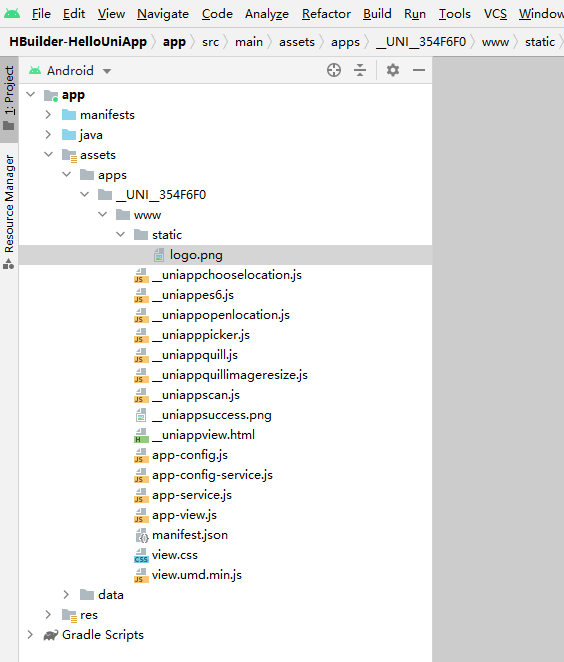 File Edit View Navigate Code Analyze Refactor Build Run Tools VCS Window
HBuilder-HelloUniApp app src main assets apps __UNI__354F6F0 www static
1: Project
Resource Manager
Android
app
manifests
java
assets
apps
__UNI__354F6F0
www
static
logo.png
__uniappchooselocation.js
__uniappes6.js
__uniappopenlocation.js
__uniapppicker.js
__uniappquill.js
__uniappquillimageresize.js
__uniappscan.js
__uniappsuccess.png
__uniappview.html
app-config.js
app-config-service.js
app-service.js
app-view.js
manifest.json
view.css
view.umd.min.js
data
res
Gradle Scripts